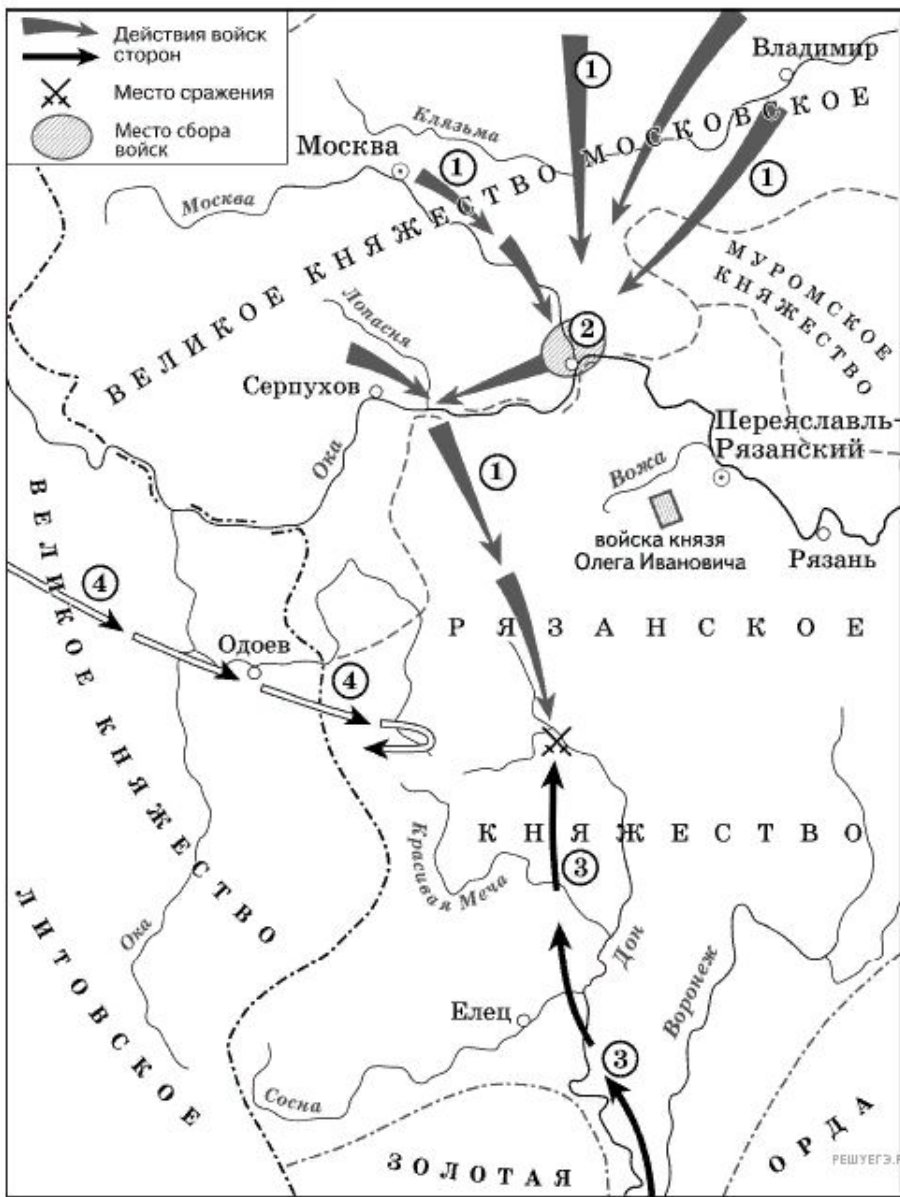 Действия войск
сторон
Место сражения
Место сбора
войск
Владимир
1
Клязьма
Москва
1
1
Москва
ВЕЛИКОЕ КНЯЖЕСТВО МОСКОВСКОЕ
МУРОМСКОЕ
КНЯЖЕСТВО
Лопасня
2
Серпухов
Ока
1
Переяславль-
Рязанский
Вожа
войска князя
Олега Ивановича
Рязань
4
Одоев
4
РЯЗАНСКОЕ
КНЯЖЕСТВО
ВЕЛИКОЕ КНЯЖЕСТВО
ЛИТОВСКОЕ
Красивая Меча
3
Ока
Дон
Воронеж
Елец
3
Сосна
ЗОЛОТАЯ
ОРДА